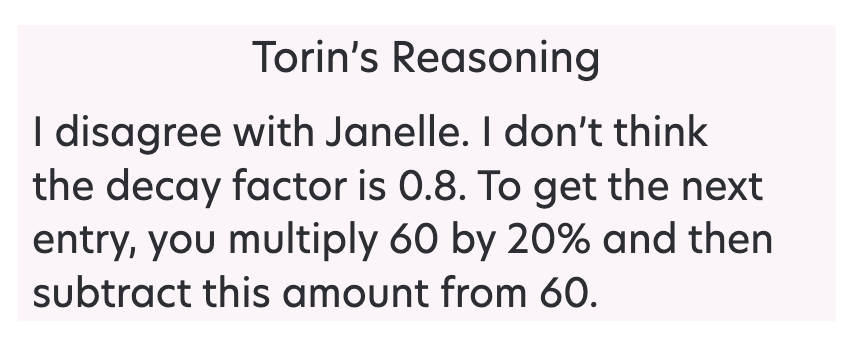 Torin’s Reasoning
I disagree with Janelle. I don’t think
the decay factor is 0.8. To get the next
entry, you multiply 60 by 20% and then
subtract this amount from 60.